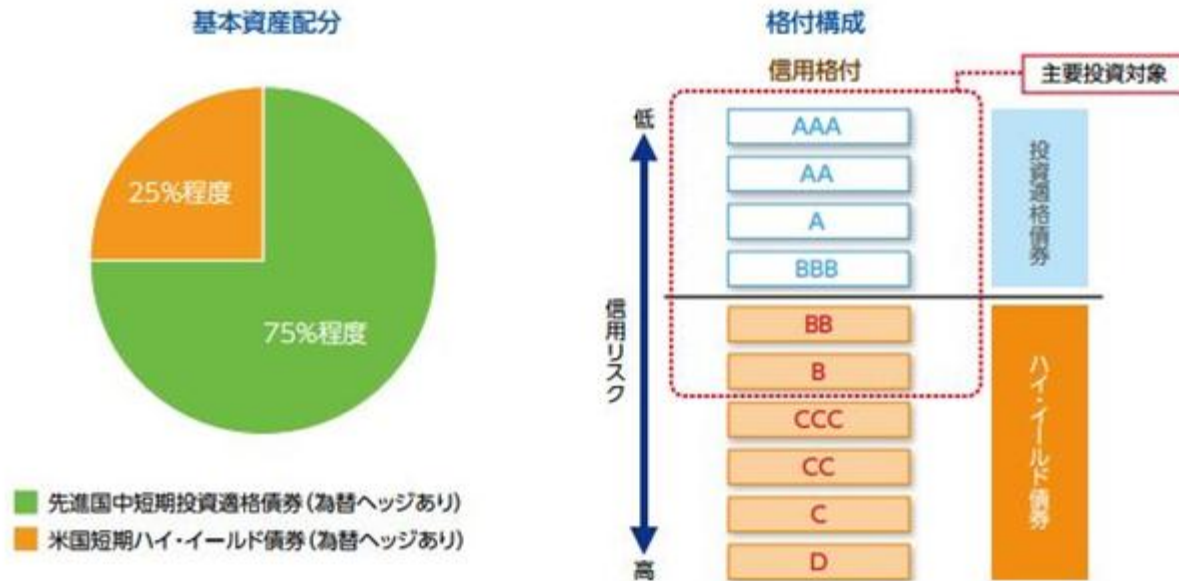 基本資産配分
25%程度
75%程度
先進国中短期投資適格債券(為替ヘッジあり)
米国短期ハイ・イールド債券(為替ヘッジあり)
格付構成
信用格付
主要投資対象
低
信用リスク
高
AAA
AA
A
BBB
BB
B
CCC
CC
C
D
投資適格債券
ハイ・イールド債券